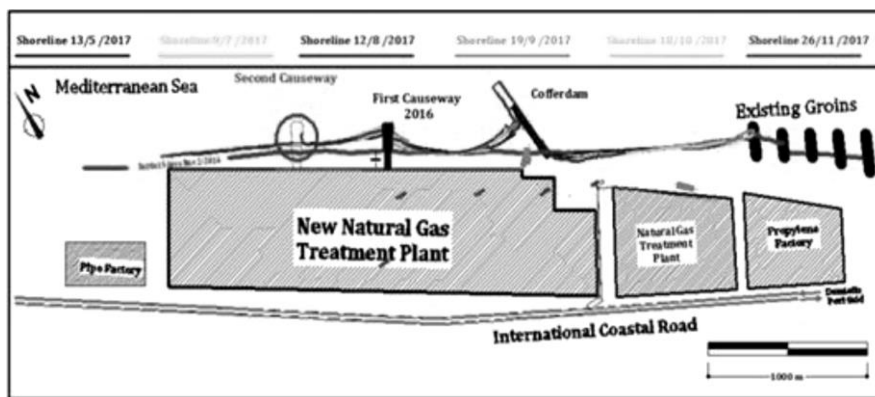 Shoreline 13/5 /2017 Shoreline 9/7 /2017 Shoreline 12/8/2017 Shoreline 19/9 /2017 Shoreline 18/10 /2017 Shoreline 26/11 /2017
N
Mediterranean Sea
Second Causeway
First Causeway
2016
Cofferdam
Existing Groins
New Natural Gas
Treatment Plant
Natural Gas
Treatment
Plant
Propylene
Factory
Pipe Factory
International Coastal Road
1000 m